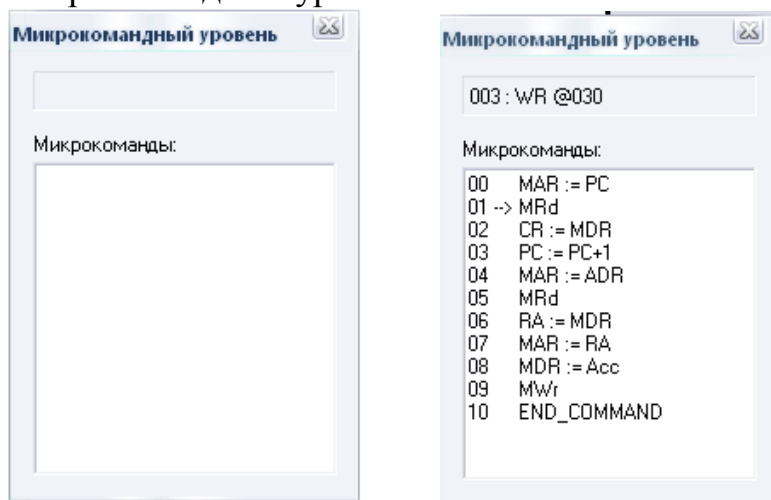 Микрокомандный уровень
Микрокоманды:
Микрокомандный уровень
003 : WR @030
Микрокоманды:
00 MAR := PC
01 --> MRd
02 CR := MDR
03 PC := PC+1
04 MAR := ADR
05 MRd
06 RA := MDR
07 MAR := RA
08 MDR := Acc
09 MWr
10 END_COMMAND